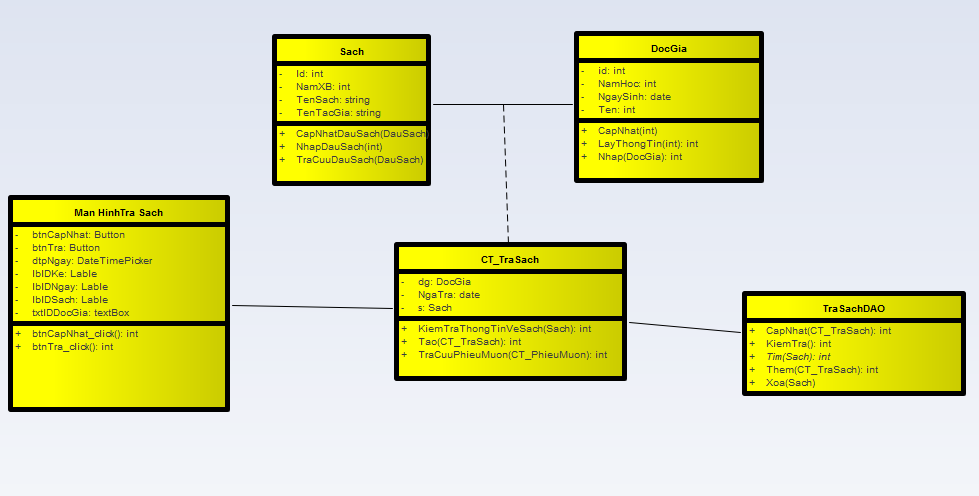 Sach
- Id: int
- NamXB: int
- TenSach: string
- TenTacGia: string
+ CapNhatDauSach(DauSach)
+ NhapDauSach(int)
+ TraCuuDauSach(DauSach)
DocGia
- id: int
- NamHoc: int
- NgaySinh: date
- Ten: int
+ CapNhat(int)
+ LayThongTin(int): int
+ Nhap(DocGia): int
Man HinhTra Sach
- btnCapNhat: Button
- btnTra: Button
- dtpNgay: DateTimePicker
- lblDKe: Lable
- lblDNgay: Lable
- lblDSach: Lable
- txtIDDocGia: textBox
+ btnCapNhat_click(): int
+ btnTra_click(): int
CT_TraSach
- dg: DocGia
- NgaTra: date
- s: Sach
+ KiemTraThongTinVeSach(Sach): int
+ Tao(CT_TraSach): int
+ TraCuuPhieuMuon(CT_PhieuMuon): int
TraSachDAO
+ CapNhat(CT_TraSach): int
+ KiemTra(): int
+ Tim(Sach): int
+ Them(CT_TraSach): int
+ Xoa(Sach)